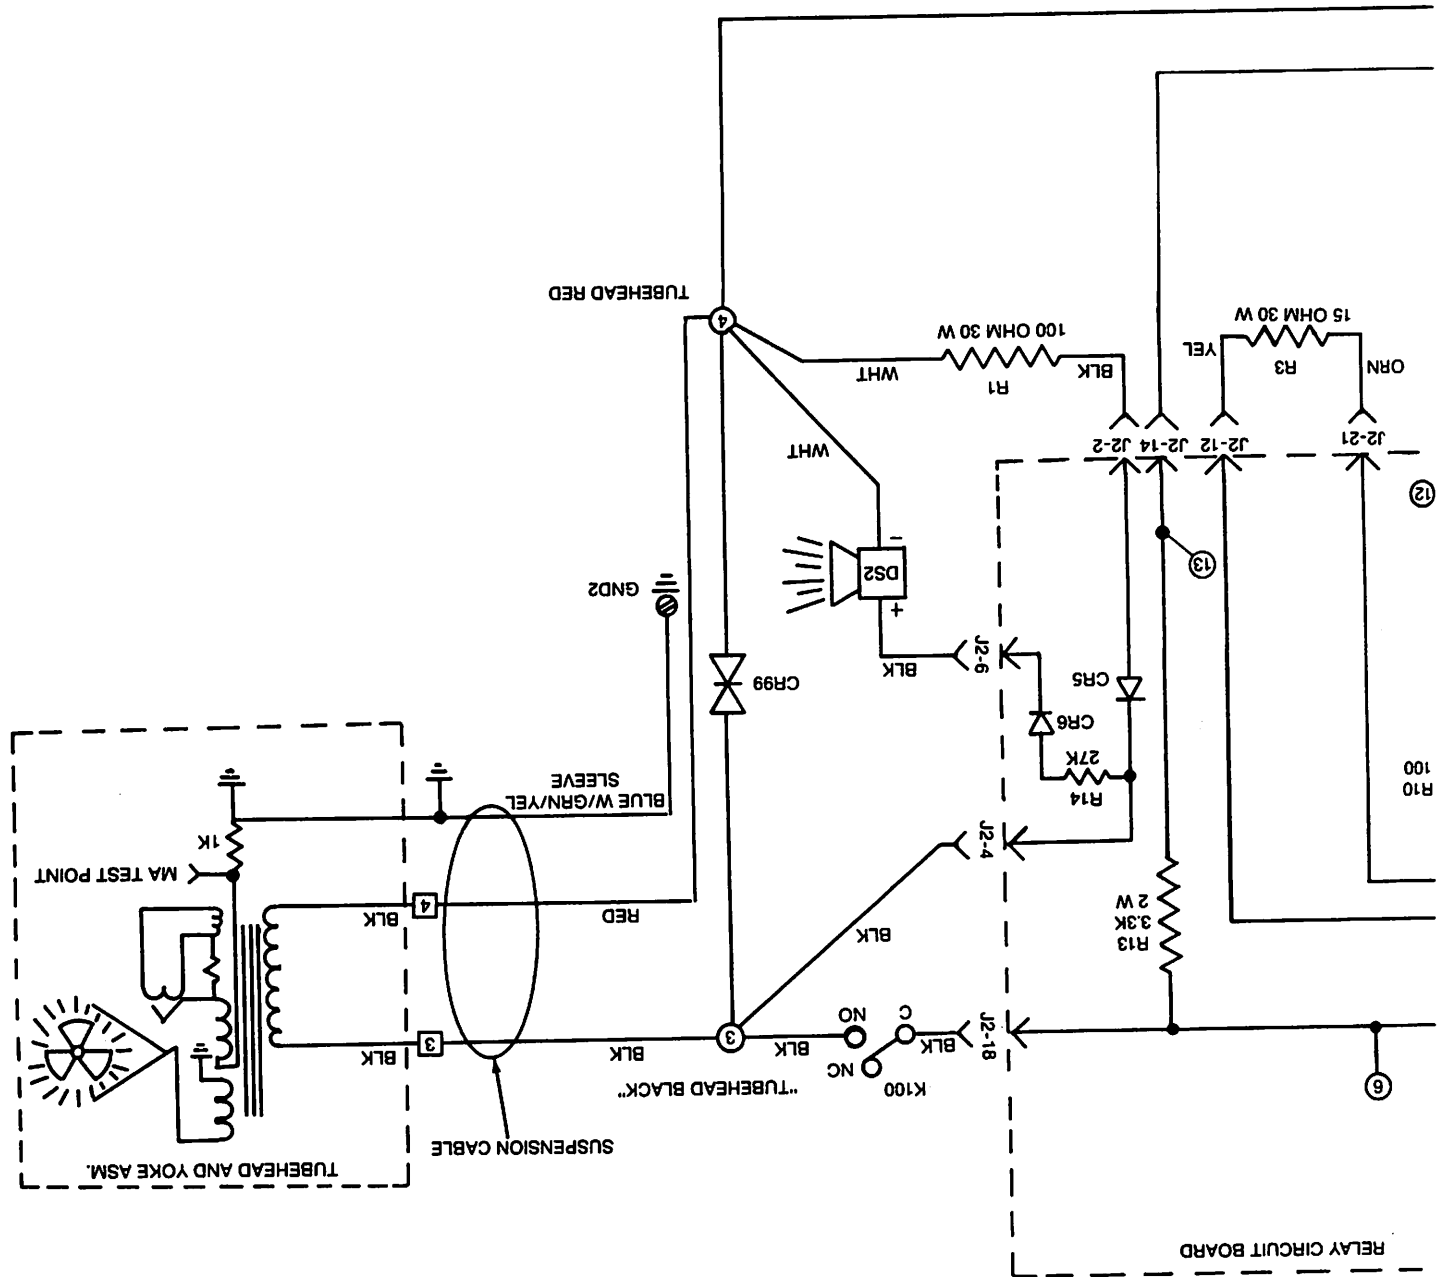 RELAY CIRCUIT BOARD
TUBEHEAD AND YOKE ASM.
SUSPENSION CABLE
6
K100
NC
"TUBEHEAD BLACK"
J2-18
BLK
C
NO
BLK
3
BLK
3
BLK
R13
3.3K
2 W
BLK
RED
4
BLK
MA TEST POINT
1K
J2-4
BLUE W/GRN/YEL
SLEEVE
R10
100
R14
27K
CR6
CR5
CR99
J2-6
BLK
+
DS2
-
GND2
13
12
J2-21
J2-12
J2-14
J2-2
WHT
ORN
R3
15 OHM 30 W
YEL
BLK
R1
100 OHM 30 W
WHT
4
TUBEHEAD RED